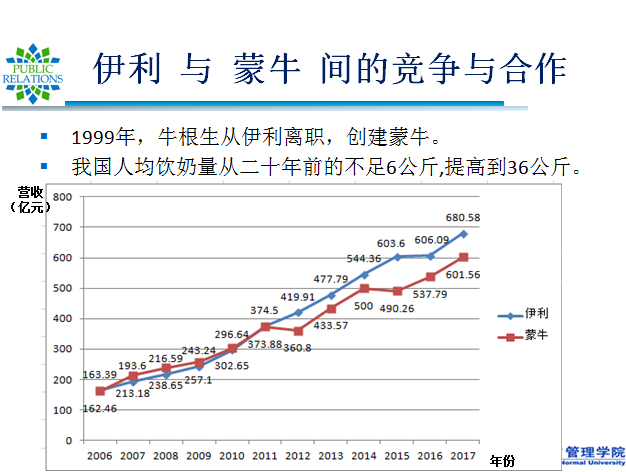 PUBLIC
RELATIONS
伊利 与 蒙牛 间的竞争与合作
1999年，牛根生从伊利离职，创建蒙牛。
我国人均饮奶量从二十年前的不足6公斤,提高到36公斤。
营收
（亿元）
800
700
600
500
400
300
200
100
0
163.39
162.46
193.6
213.18
216.59
238.65
243.24
257.1
296.64
302.65
374.5
373.88
419.91
360.8
477.79
433.57
544.36
500
603.6
490.26
606.09
537.79
680.58
601.56
伊利
蒙牛
2006 2007 2008 2009 2010 2011 2012 2013 2014 2015 2016 2017
年份
管理学院
Normal University